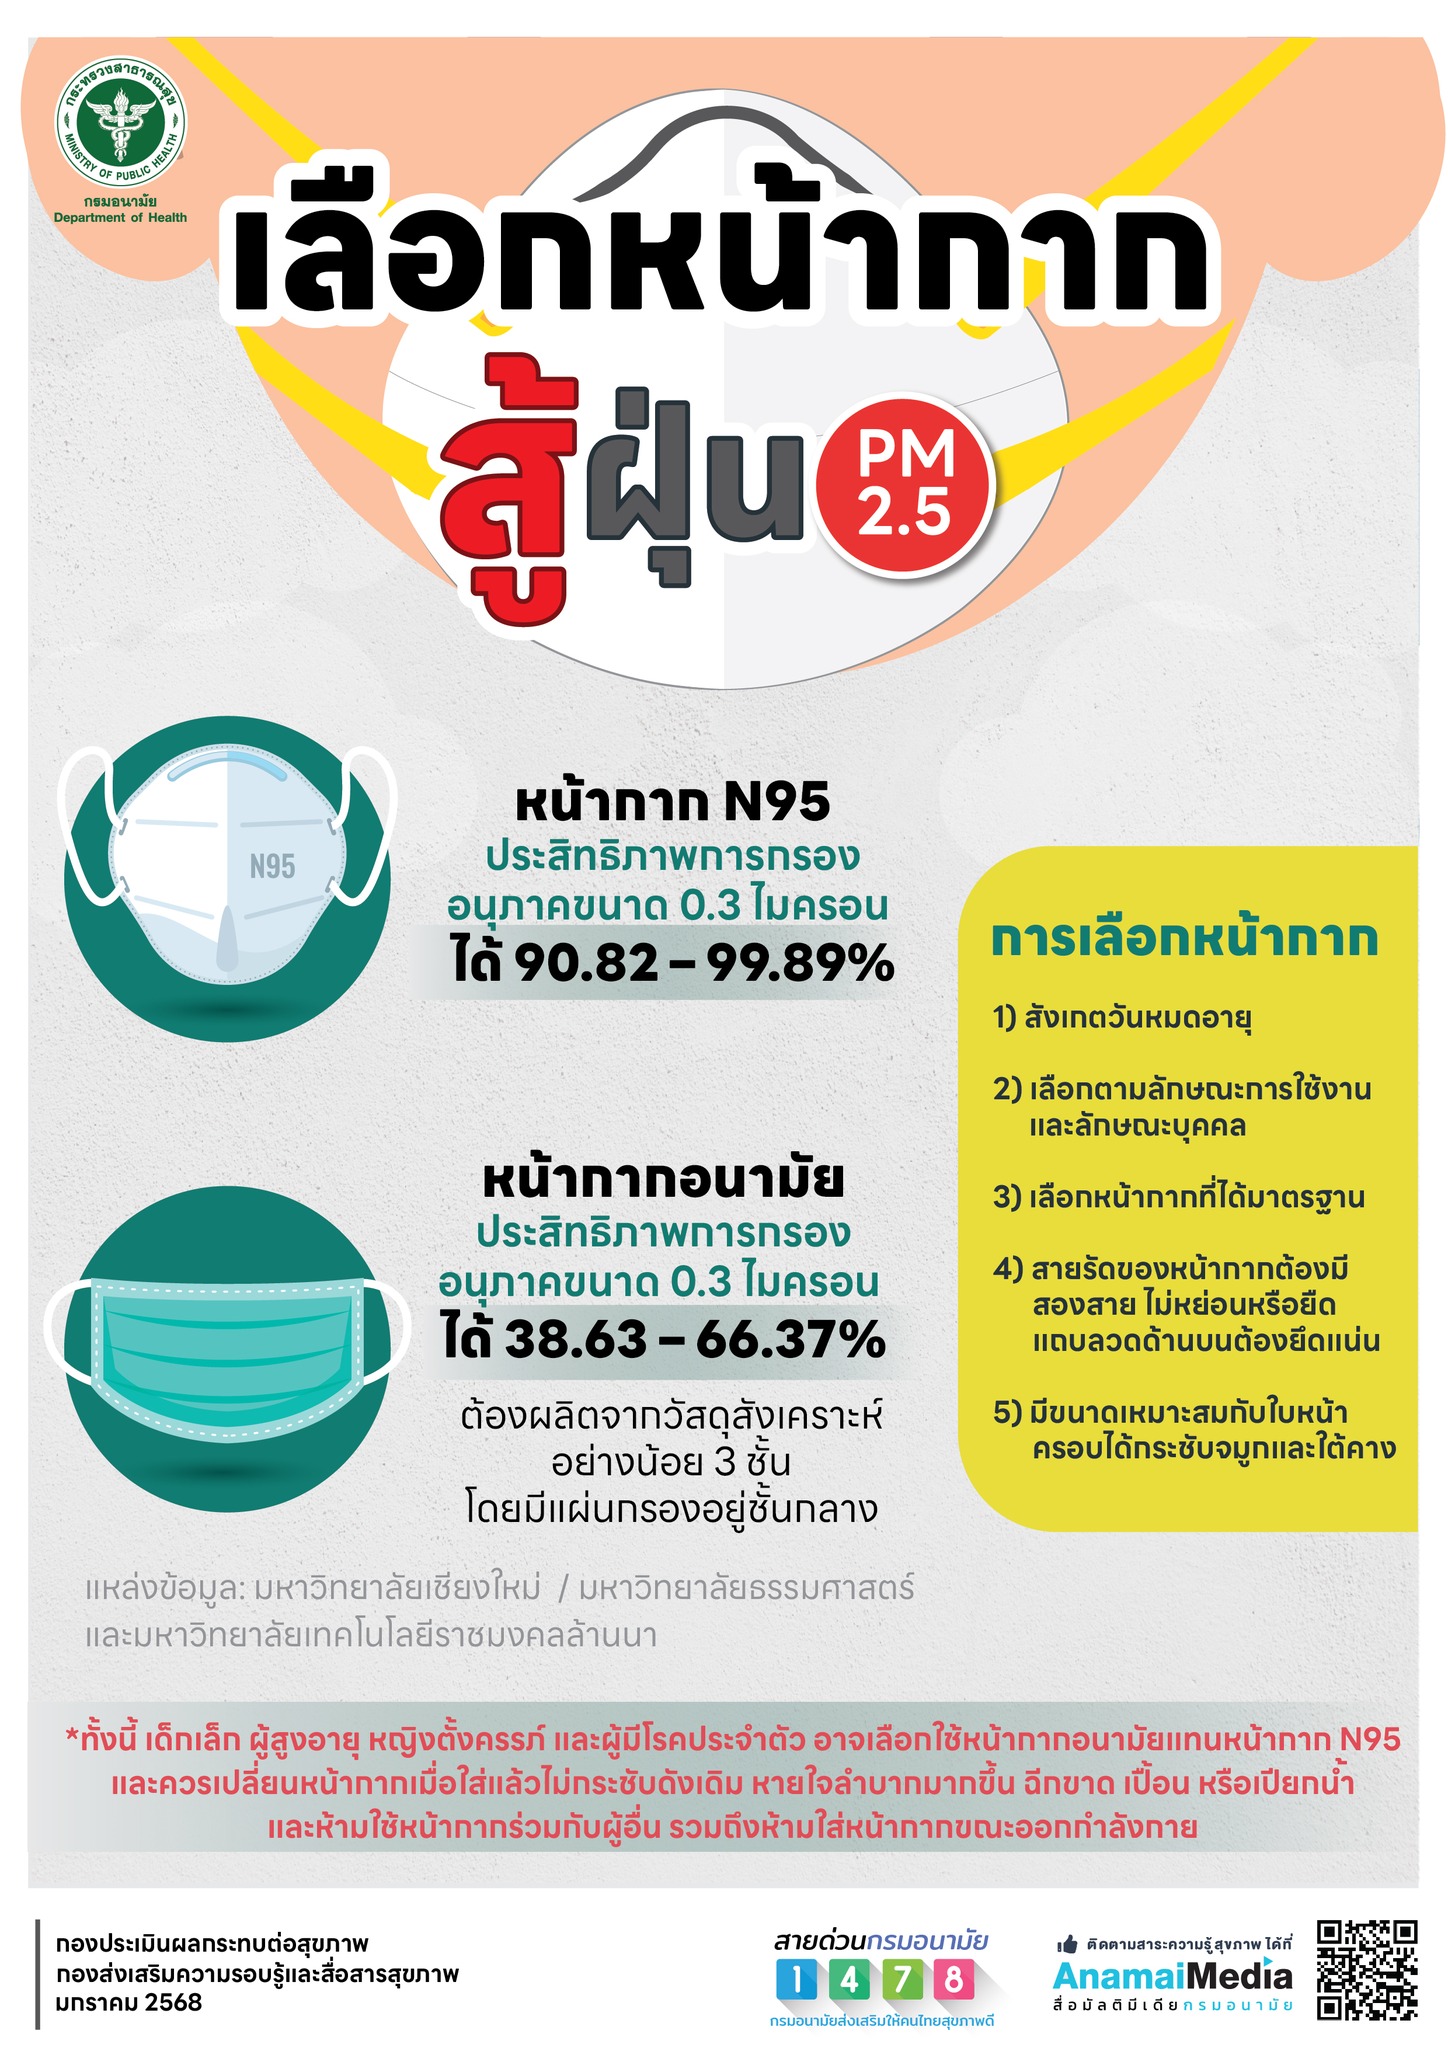 กระทรวงสาธารณสุข
MINISTRY OF PUBLIC HEALTH
กรมอนามัย
Department of Health
เลือกหน้ากาก
สู้ฝุ่น PM 2.5
หน้ากาก N95
ประสิทธิภาพการกรอง
อนุภาคขนาด 0.3 ไมครอน
ได้ 90.82 – 99.89%
N95
หน้ากากอนามัย
ประสิทธิภาพการกรอง
อนุภาคขนาด 0.3 ไมครอน
ได้ 38.63 – 66.37%
ต้องผลิตจากวัสดุสังเคราะห์
อย่างน้อย 3 ชั้น
โดยมีแผ่นกรองอยู่ชั้นกลาง
การเลือกหน้ากาก
1) สังเกตวันหมดอายุ
2) เลือกตามลักษณะการใช้งาน
และลักษณะบุคคล
3) เลือกหน้ากากที่ได้มาตรฐาน
4) สายรัดของหน้ากากต้องมี
สองสาย ไม่หย่อนหรือยืด
แถบลวดด้านบนต้องยึดแน่น
5) มีขนาดเหมาะสมกับใบหน้า
ครอบได้กระชับจมูกและใต้คาง
แหล่งข้อมูล: มหาวิทยาลัยเชียงใหม่ / มหาวิทยาลัยธรรมศาสตร์
และมหาวิทยาลัยเทคโนโลยีราชมงคลล้านนา
*ทั้งนี้ เด็กเล็ก ผู้สูงอายุ หญิงตั้งครรภ์ และผู้มีโรคประจำตัว อาจเลือกใช้หน้ากากอนามัยแทนหน้ากาก N95
และควรเปลี่ยนหน้ากากเมื่อใส่แล้วไม่กระชับดังเดิม หายใจลำบากมากขึ้น ฉีกขาด เปื้อน หรือเปียกน้ำ
และห้ามใช้หน้ากากร่วมกับผู้อื่น รวมถึงห้ามใส่หน้ากากขณะออกกำลังกาย
กองประเมินผลกระทบต่อสุขภาพ
กองส่งเสริมความรอบรู้และสื่อสารสุขภาพ
มกราคม 2568
สายด่วนกรมอนามัย
1 4 7 8
กรมอนามัยส่งเสริมให้คนไทยสุขภาพดี
ติดตามสาระความรู้สุขภาพ ได้ที่
AnamaiMedia
สื่อมัลติมีเดียกรมอนามัย